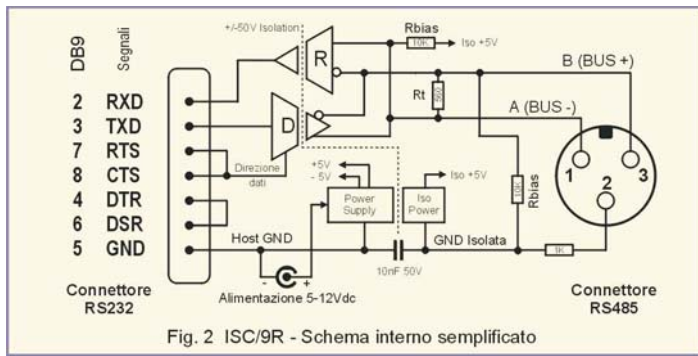 DB9
Segnali
2 RXD
3 TXD
7 RTS
8 CTS
4 DTR
6 DSR
5 GND
Connettore
RS232
+/-50V Isolation
R
D
Direzione
dati
Rbias
10K
Iso +5V
Rt
560
B (BUS +)
A (BUS -)
+5V
- 5V
Power
Supply
Iso
Power
Iso +5V
10K
Rbias
Host GND
10nF 50V
GND Isolata
1K
- +
Alimentazione 5-12Vdc
1
2
3
Connettore
RS485
Fig. 2 ISC/9R - Schema interno semplificato